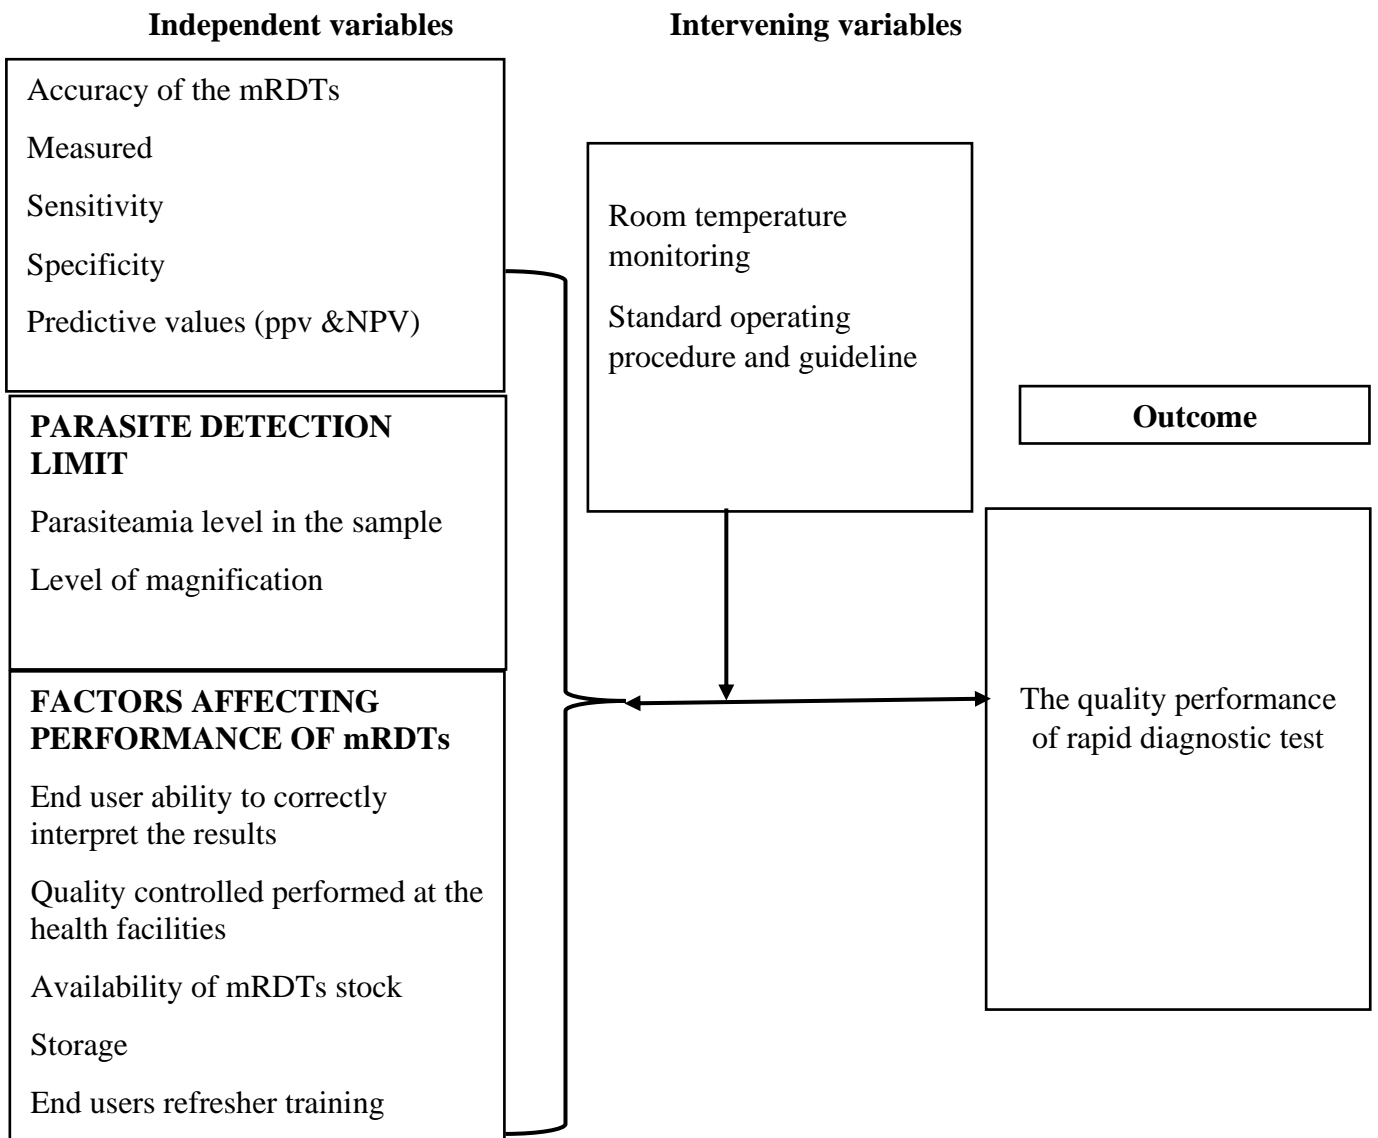 Independent variables
Intervening variables
Accuracy of the mRDTs
Measured
Sensitivity
Specificity
Predictive values (ppv &NPV)
PARASITE DETECTION
LIMIT
Parasiteamia level in the sample
Level of magnification
FACTORS AFFECTING
PERFORMANCE OF mRDTs
End user ability to correctly
interpret the results
Quality controlled performed at the
health facilities
Availability of mRDTs stock
Storage
End users refresher training
Room temperature
monitoring
Standard operating
procedure and guideline
Outcome
The quality performance
of rapid diagnostic test